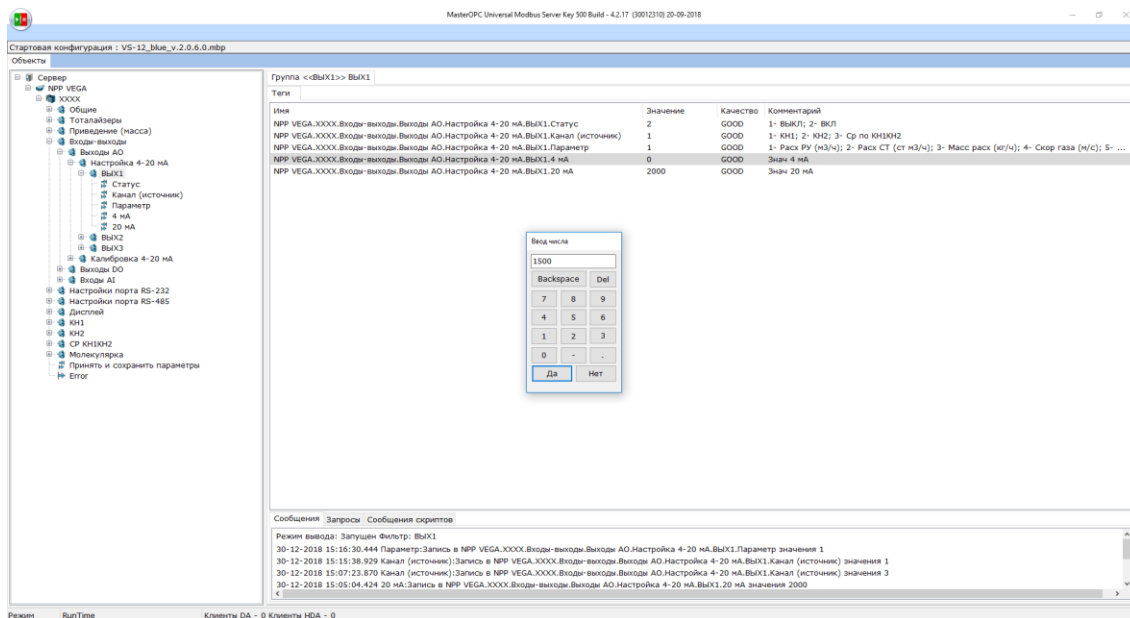 MasterOPC Universal Modbus Server Key 500 Build - 4.2.17 (30012310) 20-09-2018
Стартовая конфигурация : VS-12_blue_v.2.0.6.0.mbp
Объекты
Сервер
NPP VEGA
XXXX
Общие
Тоталайзеры
Приведение (масса)
Входы-выходы
Выходы AO
Настройка 4-20 мА
ВЫХ1
Статус
Канал (источник)
Параметр
4 мА
20 мА
ВЫХ2
ВЫХ3
Калибровка 4-20 мА
Выходы DO
Входы AI
Настройки порта RS-232
Настройки порта RS-485
Дисплей
КН1
КН2
СР КН1КН2
Молекулярка
Принять и сохранить параметры
Error
Группа <<ВЫХ1>> ВЫХ1
Теги
Имя Значение Качество Комментарий
NPP VEGA.XXXX.Входы-выходы.Выходы АО.Настройка 4-20 мА.ВЫХ1.Статус 2 GOOD 1- ВЫКЛ; 2- ВКЛ
NPP VEGA.XXXX.Входы-выходы.Выходы АО.Настройка 4-20 мА.ВЫХ1.Канал (источник) 1 GOOD 1- КН1; 2- КН2; 3- Ср по КН1КН2
NPP VEGA.XXXX.Входы-выходы.Выходы АО.Настройка 4-20 мА.ВЫХ1.Параметр 1 GOOD 1- Расх РУ (м3/ч); 2- Расх СТ (ст м3/ч); 3- Масс расх (кг/ч); 4- Скор газа (м/с); 5- ...
NPP VEGA.XXXX.Входы-выходы.Выходы АО.Настройка 4-20 мА.ВЫХ1.4 мА 0 GOOD Знач 4 мА
NPP VEGA.XXXX.Входы-выходы.Выходы АО.Настройка 4-20 мА.ВЫХ1.20 мА 2000 GOOD Знач 20 мА
Ввод числа
1500
Backspace Del
7 8 9
4 5 6
1 2 3
0 - .
Да Нет
Сообщения Запросы Сообщения скриптов
Режим вывода: Запущен Фильтр: ВЫХ1
30-12-2018 15:16:30.444 Параметр:Запись в NPP VEGA.XXXX.Входы-выходы.Выходы АО.Настройка 4-20 мА.ВЫХ1.Параметр значения 1
30-12-2018 15:15:38.929 Канал (источник):Запись в NPP VEGA.XXXX.Входы-выходы.Выходы АО.Настройка 4-20 мА.ВЫХ1.Канал (источник) значения 1
30-12-2018 15:07:23.870 Канал (источник):Запись в NPP VEGA.XXXX.Входы-выходы.Выходы АО.Настройка 4-20 мА.ВЫХ1.Канал (источник) значения 3
30-12-2018 15:05:04.424 20 мА:Запись в NPP VEGA.XXXX.Входы-выходы.Выходы АО.Настройка 4-20 мА.ВЫХ1.20 мА значения 2000
Режим RunTime Клиенты DA - 0 Клиенты HDA - 0